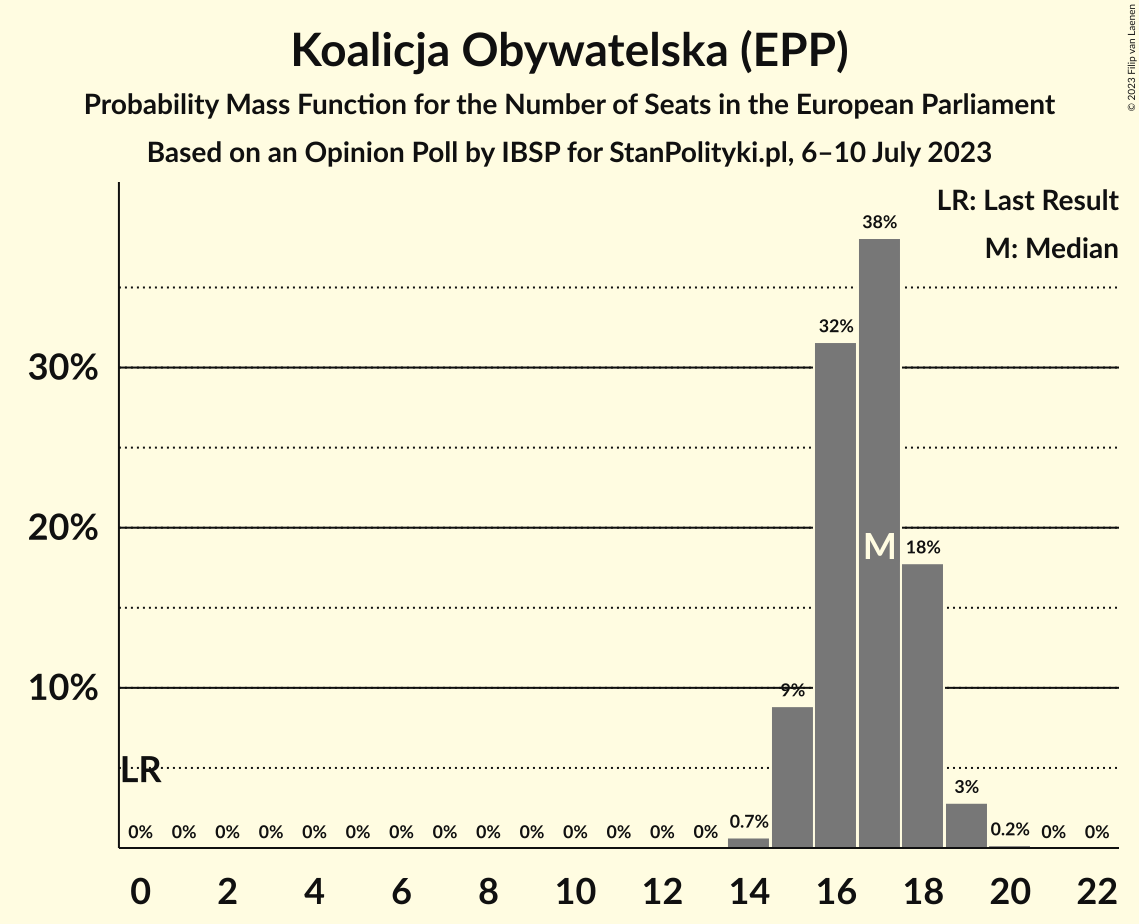 Koalicja Obywatelska (EPP)
Probability Mass Function for the Number of Seats in the European Parliament
Based on an Opinion Poll by IBSP for StanPolityki.pl, 6–10 July 2023
© 2023 Filip van Laenen
LR: Last Result
M: Median
38%
32%
30%
20%
M
18%
10%
9%
LR
3%
0% 0% 0% 0% 0% 0% 0% 0% 0% 0% 0% 0% 0% 0% 0.7% 0.2% 0% 0%
0 2 4 6 8 10 12 14 16 18 20 22